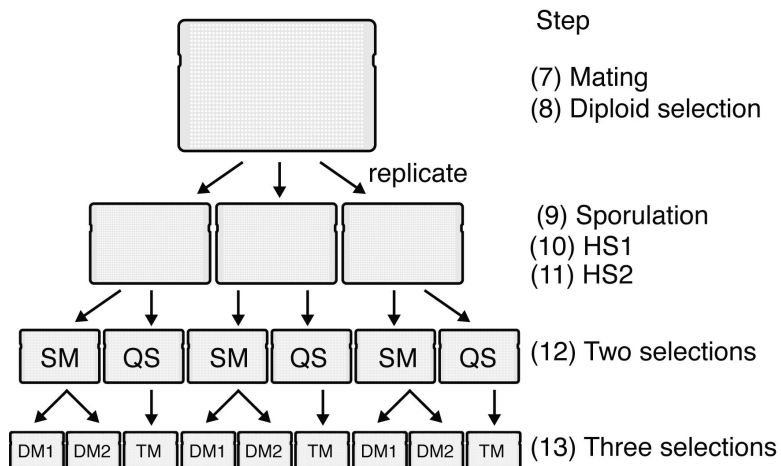 Step
(7) Mating
(8) Diploid selection
replicate
(9) Sporulation
(10) HS1
(11) HS2
SM QS SM QS SM QS (12) Two selections
DM1 DM2 TM DM1 DM2 TM DM1 DM2 TM (13) Three selections